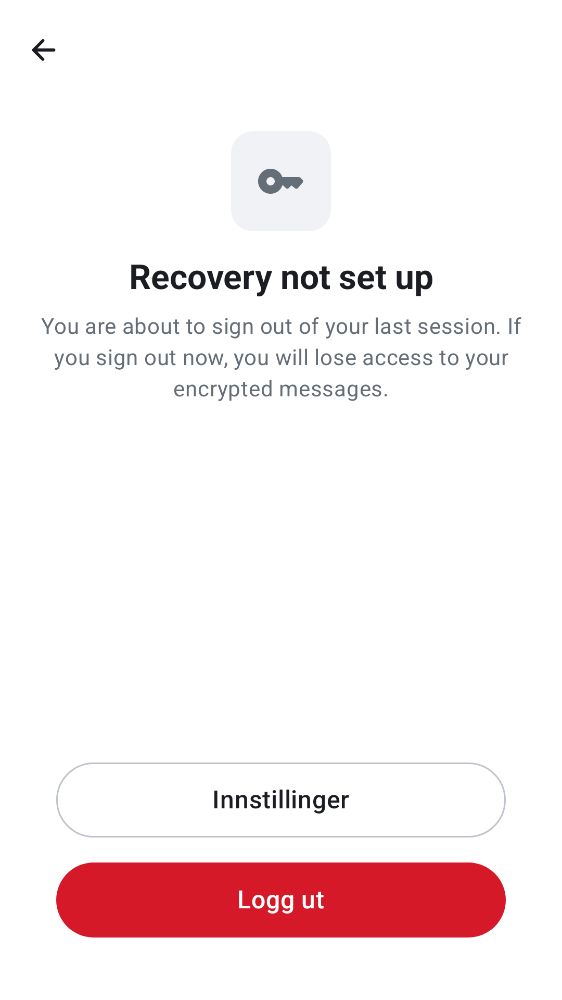 Recovery not set up
You are about to sign out of your last session. If
you sign out now, you will lose access to your
encrypted messages.
Innstillinger
Logg ut